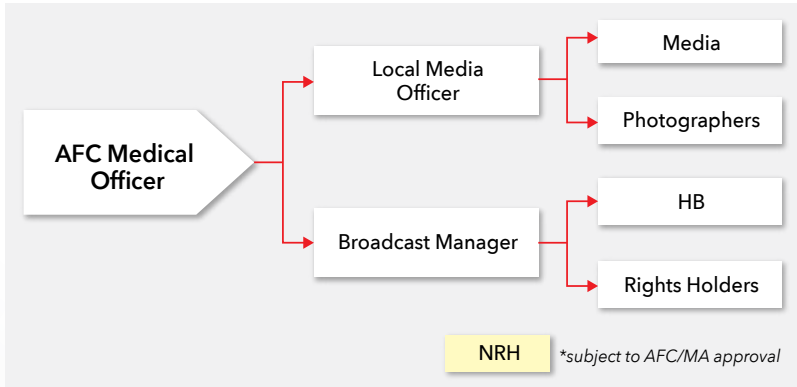 AFC Medical
Officer
Local Media
Officer
Media
Photographers
Broadcast Manager
HB
Rights Holders
NRH
*subject to AFC/MA approval